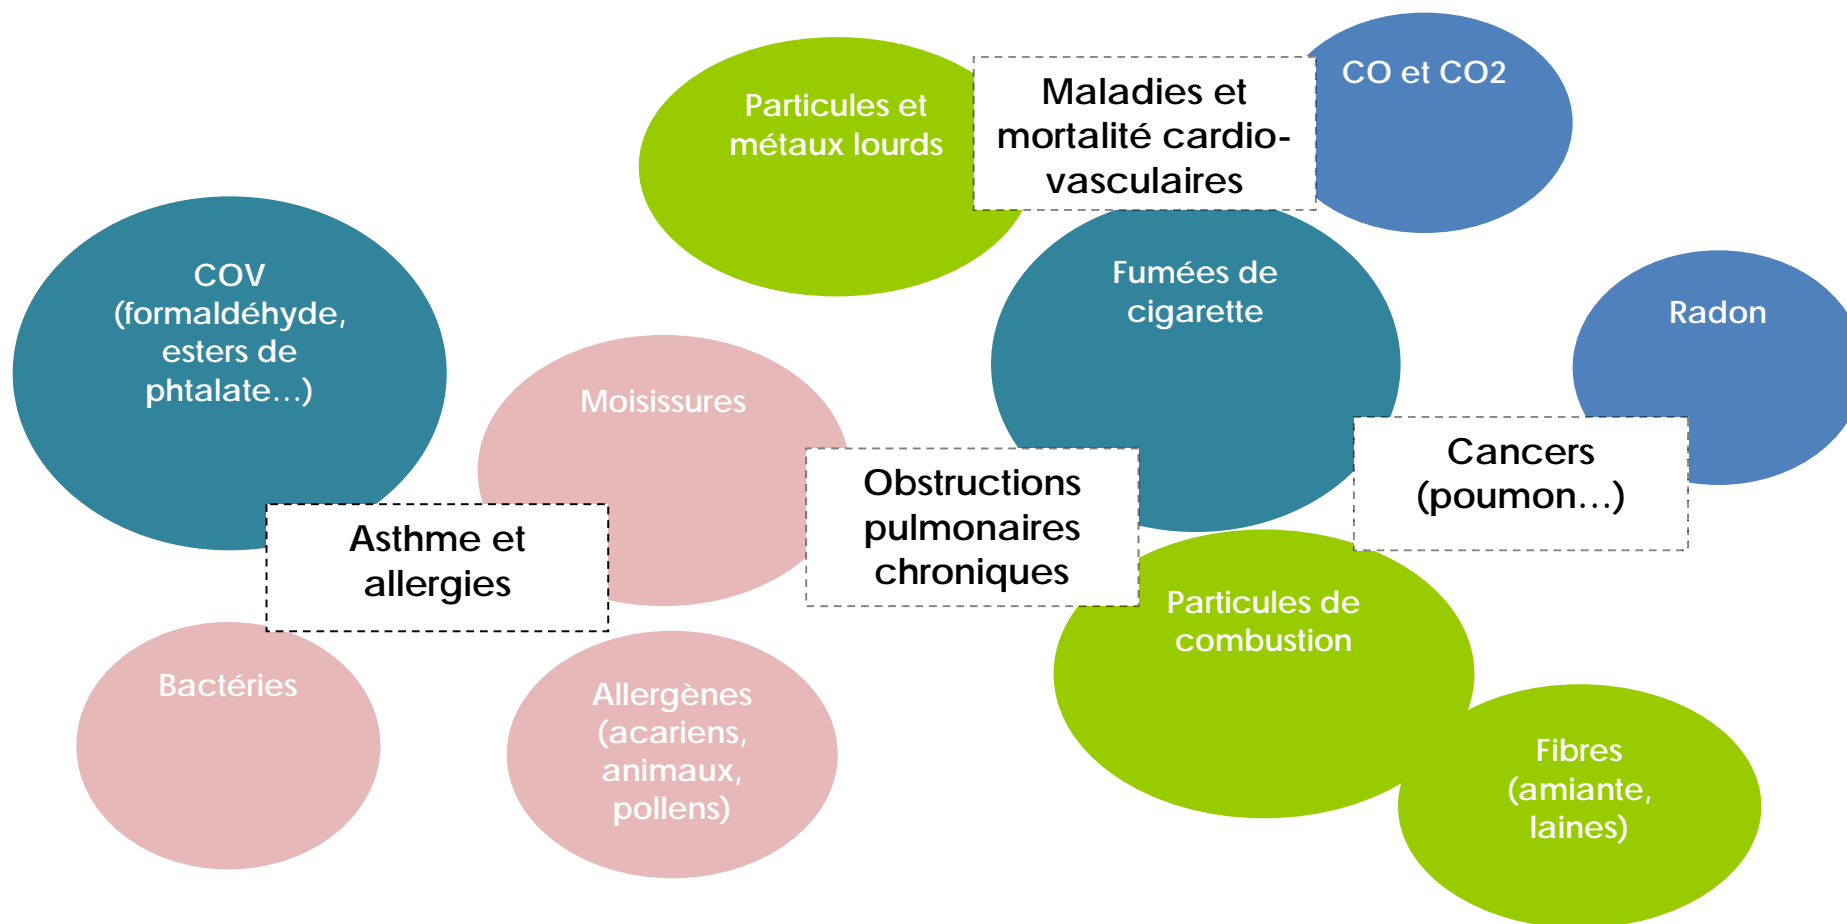 CO et CO2
Particules et
métaux lourds
Maladies et
mortalité cardio-
vasculaires
COV
(formaldéhyde,
esters de
phtalate…)
Fumées de
cigarette
Radon
Moisissures
Obstructions
pulmonaires
chroniques
Cancers
(poumon…)
Asthme et
allergies
Particules de
combustion
Bactéries
Allergènes
(acariens,
animaux,
pollens)
Fibres
(amiante,
laines)